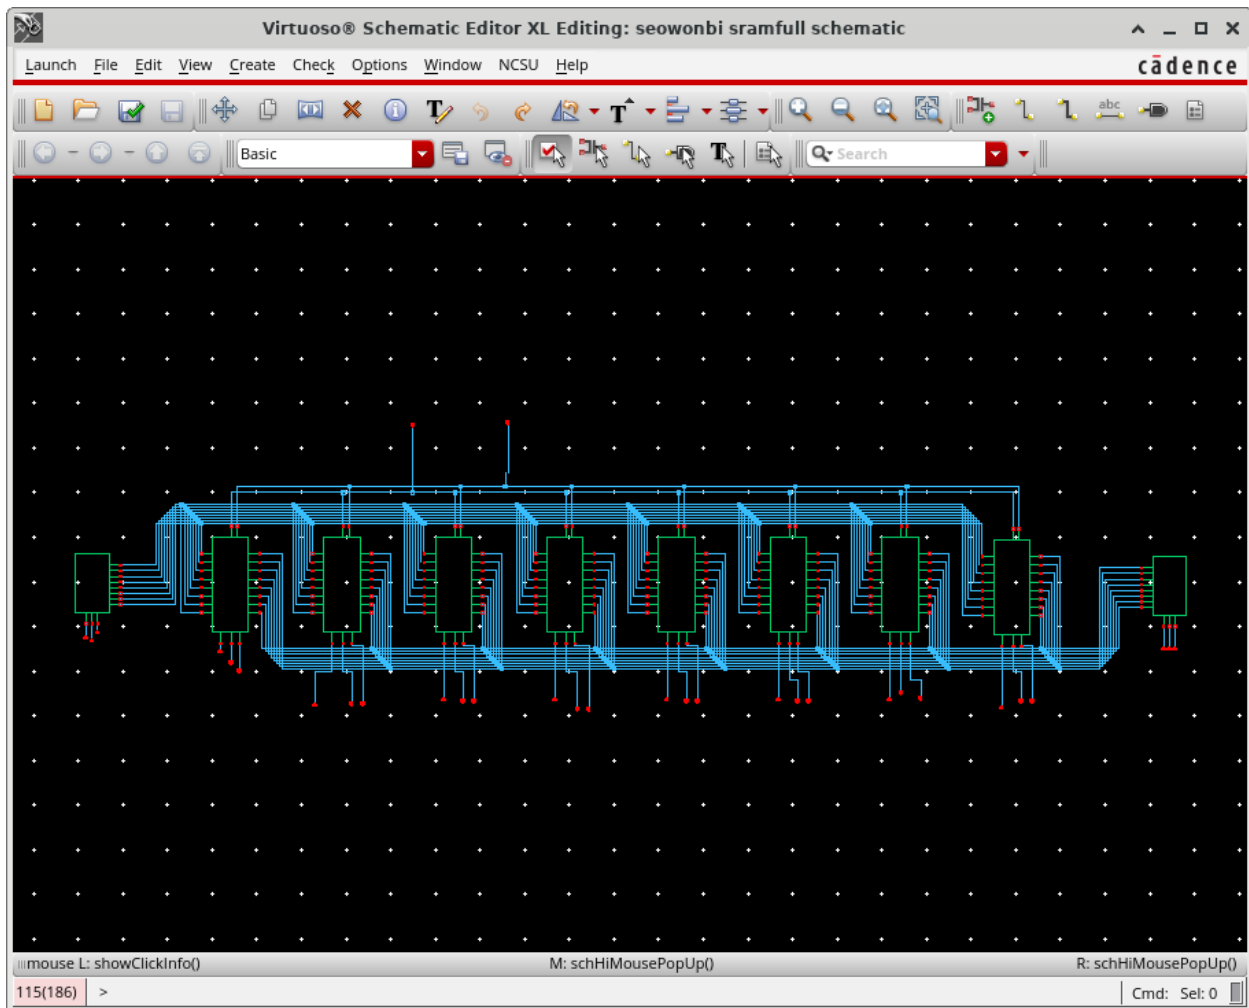 Virtuoso® Schematic Editor XL Editing: seowonbi sramfull schematic
Launch File Edit View Create Check Options Window NCSU Help
cādence
abc
Basic
Search
mouse L: showClickInfo()
M: schHiMousePopUp()
R: schHiMousePopUp()
115(186) >
Cmd: Sel: 0